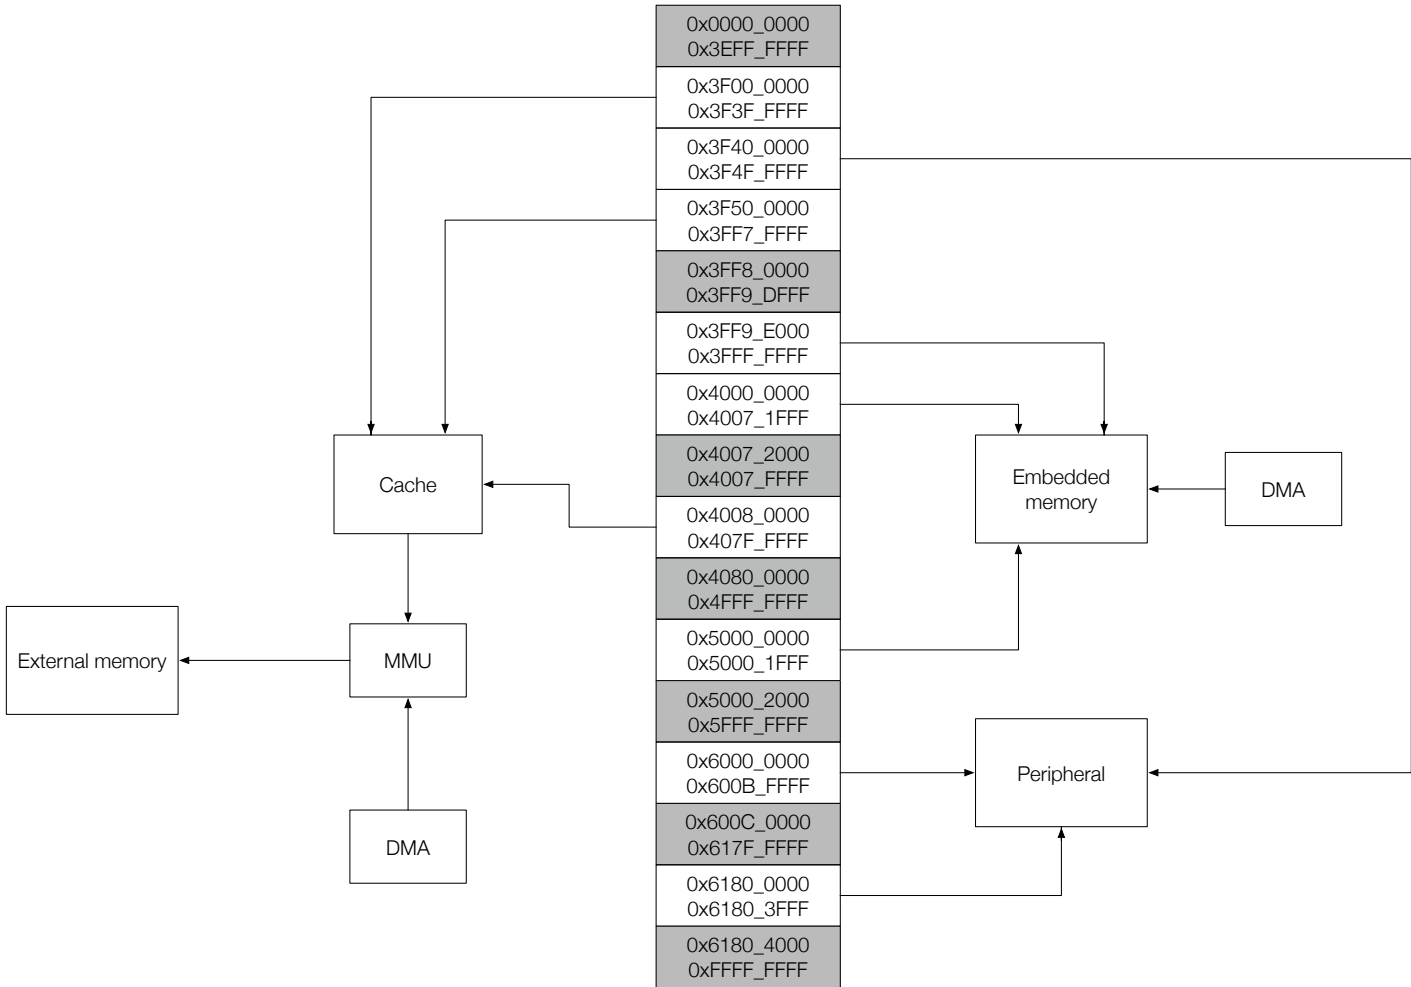 0x0000_0000
0x3EFF_FFFF
0x3F00_0000
0x3F3F_FFFF
0x3F40_0000
0x3F4F_FFFF
0x3F50_0000
0x3FF7_FFFF
0x3FF8_0000
0x3FF9_DFFF
0x3FF9_E000
0x3FFF_FFFF
0x4000_0000
0x4007_1FFF
0x4007_2000
0x4007_FFFF
0x4008_0000
0x407F_FFFF
0x4080_0000
0x4FFF_FFFF
0x5000_0000
0x5000_1FFF
0x5000_2000
0x5FFF_FFFF
0x6000_0000
0x600B_FFFF
0x600C_0000
0x617F_FFFF
0x6180_0000
0x6180_3FFF
0x6180_4000
0xFFFF_FFFF
Cache
MMU
External memory
DMA
Embedded
memory
DMA
Peripheral